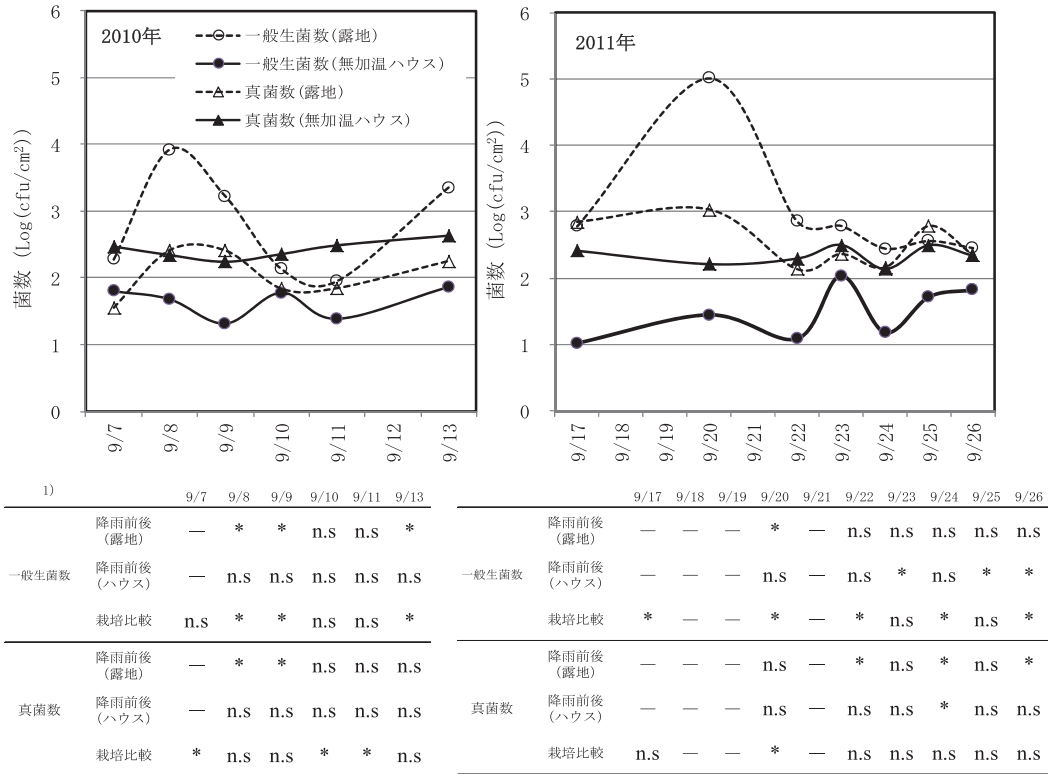 2010年
一般生菌数(露地)
一般生菌数(無加温ハウス)
真菌数(露地)
真菌数(無加温ハウス)
菌数 (Log(cfu/cm²))
6
5
4
3
2
1
0
9/7 9/8 9/9 9/10 9/11 9/12 9/13
2011年
菌数 (Log(cfu/cm²))
6
5
4
3
2
1
0
9/17 9/18 9/19 9/20 9/21 9/22 9/23 9/24 9/25 9/26
1) 9/7 9/8 9/9 9/10 9/11 9/13
一般生菌数
降雨前後
(露地) — * * n.s n.s *
降雨前後
(ハウス) — n.s n.s n.s n.s n.s
栽培比較 n.s * * n.s n.s *
真菌数
降雨前後
(露地) — * * n.s n.s n.s
降雨前後
(ハウス) — n.s n.s n.s n.s n.s
栽培比較 * n.s n.s * * n.s
9/17 9/18 9/19 9/20 9/21 9/22 9/23 9/24 9/25 9/26
一般生菌数
降雨前後
(露地) — — — * — n.s n.s n.s n.s n.s
降雨前後
(ハウス) — — — n.s — n.s * n.s * *
栽培比較 * — — * — * n.s * n.s *
真菌数
降雨前後
(露地) — — — n.s — * n.s * n.s *
降雨前後
(ハウス) — — — n.s — n.s n.s * n.s n.s
栽培比較 n.s — — * — n.s n.s n.s n.s n.s